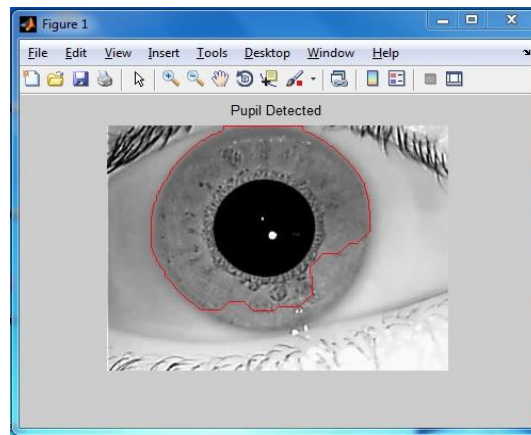 Figure 1
File Edit View Insert Tools Desktop Window Help
Pupil Detected